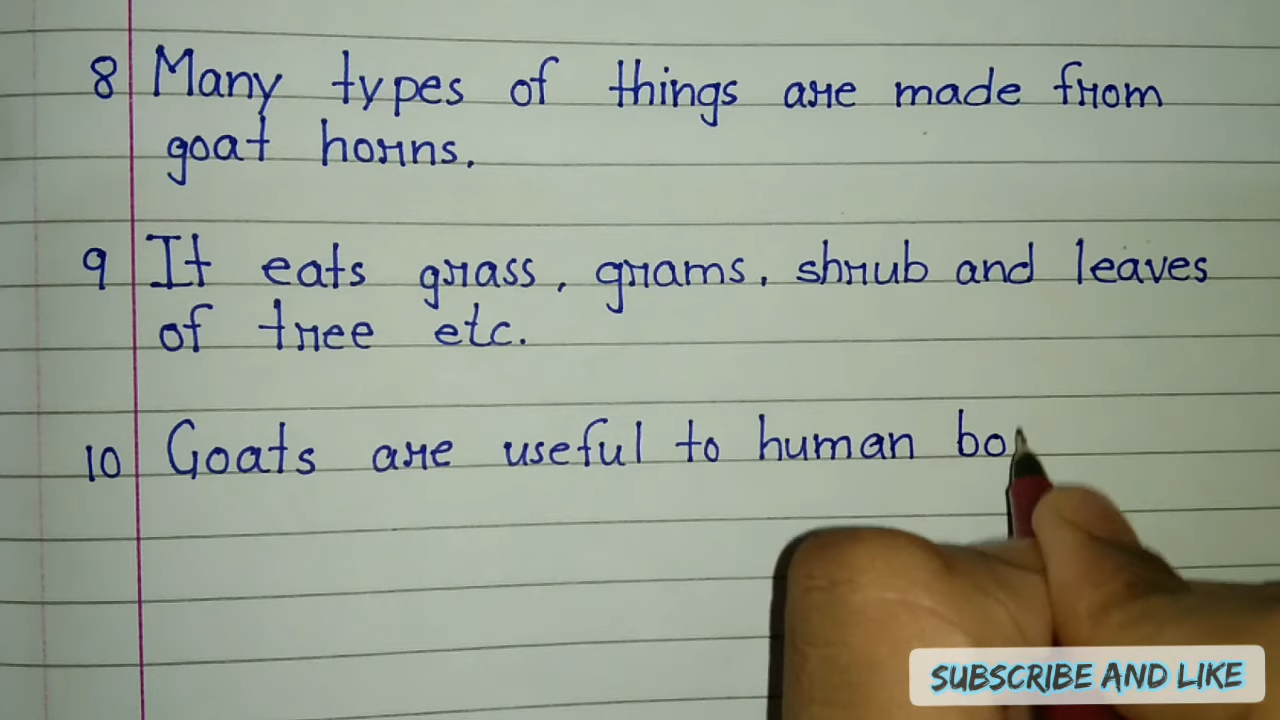 8 Many types of things are made from
goat horns.
9 It eats grass, grams, shrub and leaves
of tree etc.
10 Goats are useful to human bo
SUBSCRIBE AND LIKE